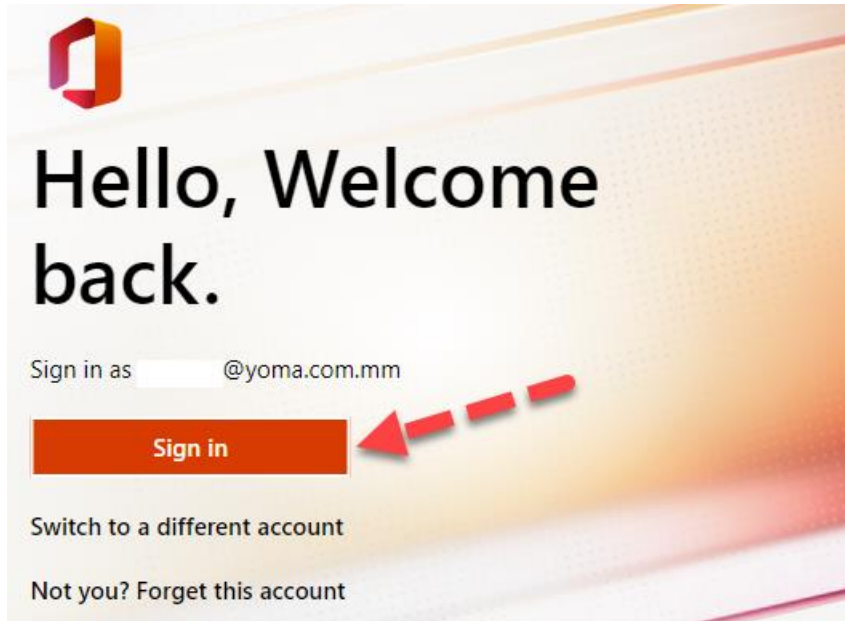 Hello, Welcome
back.
Sign in as @yoma.com.mm
Sign in
Switch to a different account
Not you? Forget this account